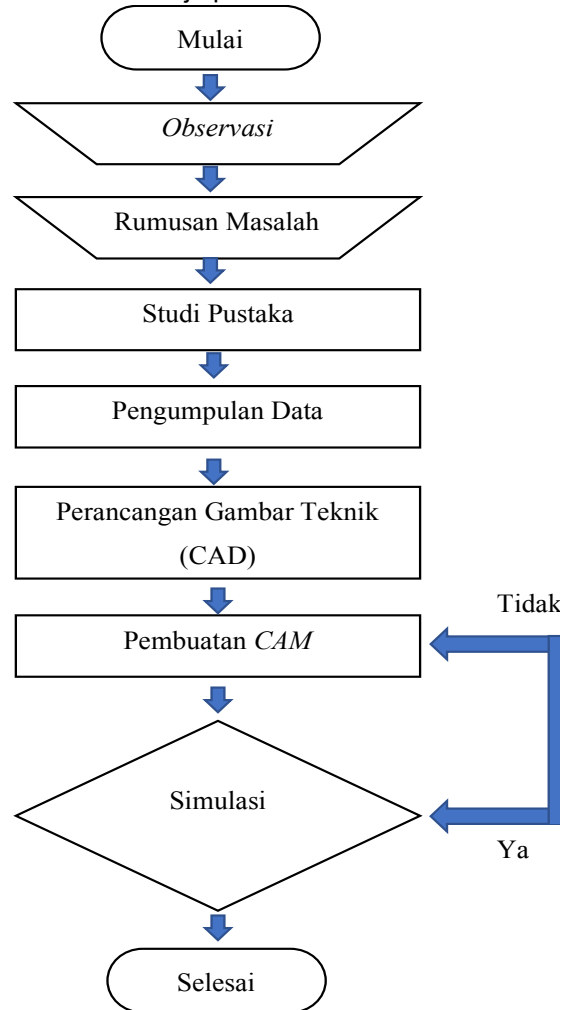 Mulai
Observasi
Rumusan Masalah
Studi Pustaka
Pengumpulan Data
Perancangan Gambar Teknik
(CAD)
Tidak
Pembuatan CAM
Simulasi
Ya
Selesai